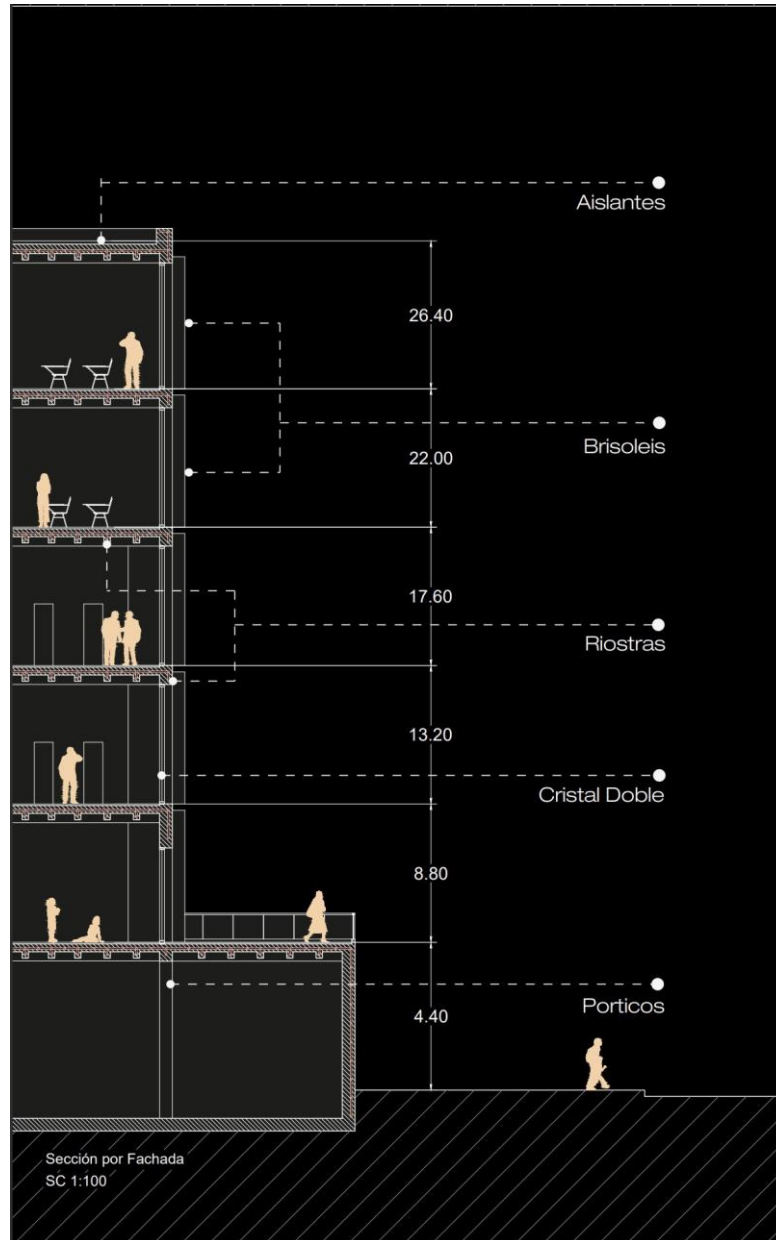 Aislantes
26.40
Brisoleis
22.00
17.60
Riostras
13.20
Cristal Doble
8.80
Porticos
4.40
Sección por Fachada
SC 1:100